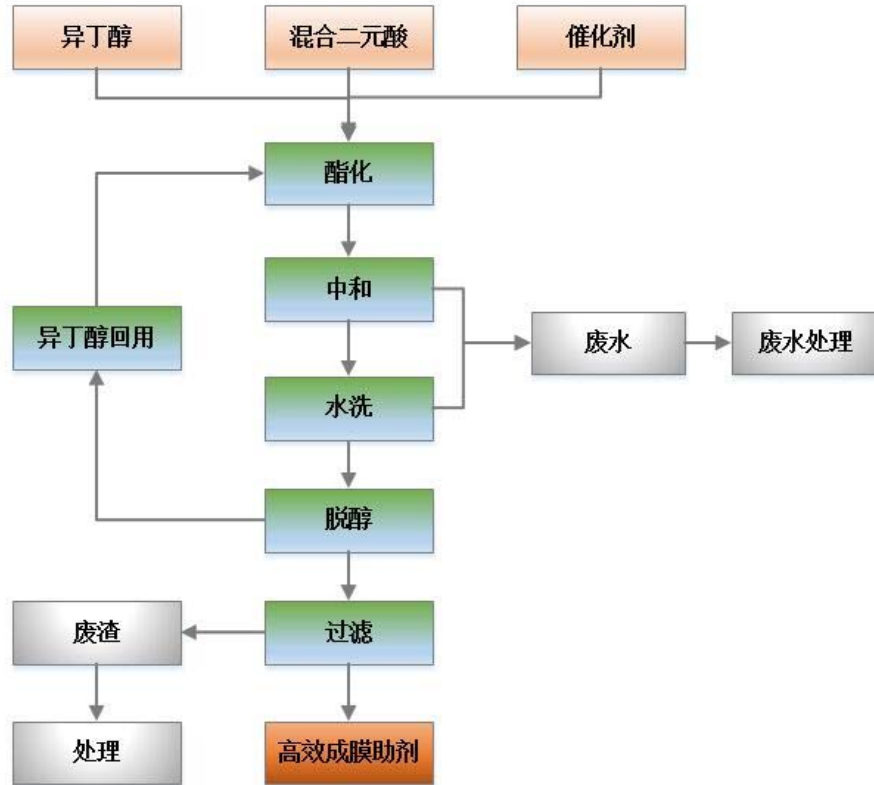 异丁醇
混合二元酸
催化剂
酯化
中和
异丁醇回用
废水
废水处理
水洗
脱醇
废渣
过滤
处理
高效成膜助剂